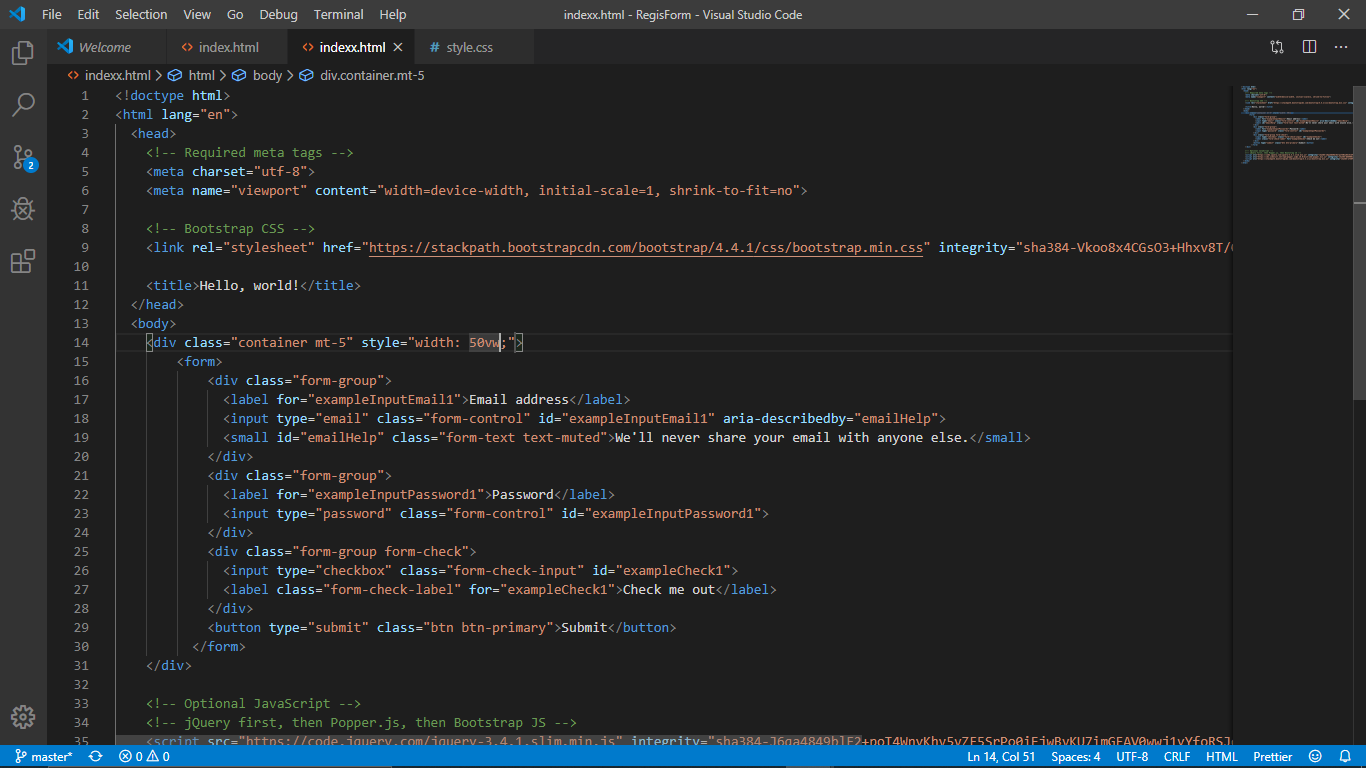 File Edit Selection View Go Debug Terminal Help indexx.html - RegisForm - Visual Studio Code
Welcome index.html indexx.html # style.css
indexx.html > html > body > div.container.mt-5
1 <!doctype html>
2 <html lang="en">
3 <head>
4 <!-- Required meta tags -->
5 <meta charset="utf-8">
6 <meta name="viewport" content="width=device-width, initial-scale=1, shrink-to-fit=no">
7
8 <!-- Bootstrap CSS -->
9 <link rel="stylesheet" href="https://stackpath.bootstrapcdn.com/bootstrap/4.4.1/css/bootstrap.min.css" integrity="sha384-Vkoo8x4CGsO3+Hhxv8T/
10
11 <title>Hello, world!</title>
12 </head>
13 <body>
14 <div class="container mt-5" style="width: 50vw;">
15 <form>
16 <div class="form-group">
17 <label for="exampleInputEmail1">Email address</label>
18 <input type="email" class="form-control" id="exampleInputEmail1" aria-describedby="emailHelp">
19 <small id="emailHelp" class="form-text text-muted">We'll never share your email with anyone else.</small>
20 </div>
21 <div class="form-group">
22 <label for="exampleInputPassword1">Password</label>
23 <input type="password" class="form-control" id="exampleInputPassword1">
24 </div>
25 <div class="form-group form-check">
26 <input type="checkbox" class="form-check-input" id="exampleCheck1">
27 <label class="form-check-label" for="exampleCheck1">Check me out</label>
28 </div>
29 <button type="submit" class="btn btn-primary">Submit</button>
30 </form>
31 </div>
32
33 <!-- Optional JavaScript -->
34 <!-- jQuery first, then Popper.js, then Bootstrap JS -->
35 <script src="https://code.jquery.com/jquery-3.4.1.slim.min.js"
2
master* 0 0 Ln 14, Col 51 Spaces: 4 UTF-8 CRLF HTML Prettier